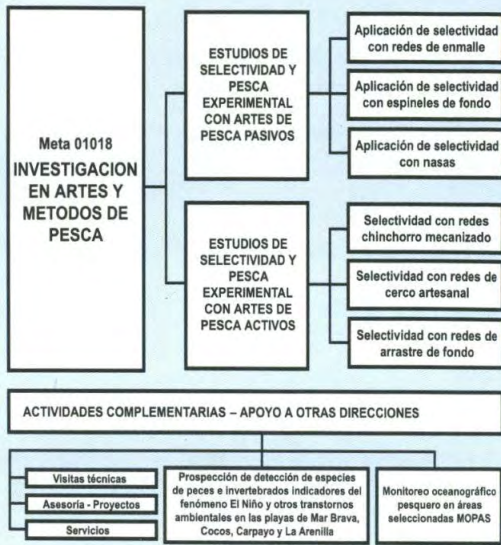 Meta 01018
INVESTIGACION
EN ARTES Y
METODOS DE
PESCA
ESTUDIOS DE
SELECTIVIDAD Y
PESCA
EXPERIMENTAL
CON ARTES DE
PESCA PASIVOS
Aplicación de selectividad
con redes de enmalle
Aplicación de selectividad
con espineles de fondo
Aplicación de selectividad
con nasas
ESTUDIOS DE
SELECTIVIDAD Y
PESCA
EXPERIMENTAL
CON ARTES DE
PESCA ACTIVOS
Selectividad con redes
chinchorro mecanizado
Selectividad con redes de
cerco artesanal
Selectividad con redes de
arrastre de fondo
ACTIVIDADES COMPLEMENTARIAS – APOYO A OTRAS DIRECCIONES
Visitas técnicas
Asesoría - Proyectos
Servicios
Prospección de detección de especies
de peces e invertebrados indicadores del
fenómeno El Niño y otros transtornos
ambientales en las playas de Mar Brava,
Cocos, Carpayo y La Arenilla
Monitoreo oceanográfico
pesquero en áreas
seleccionadas MOPAS